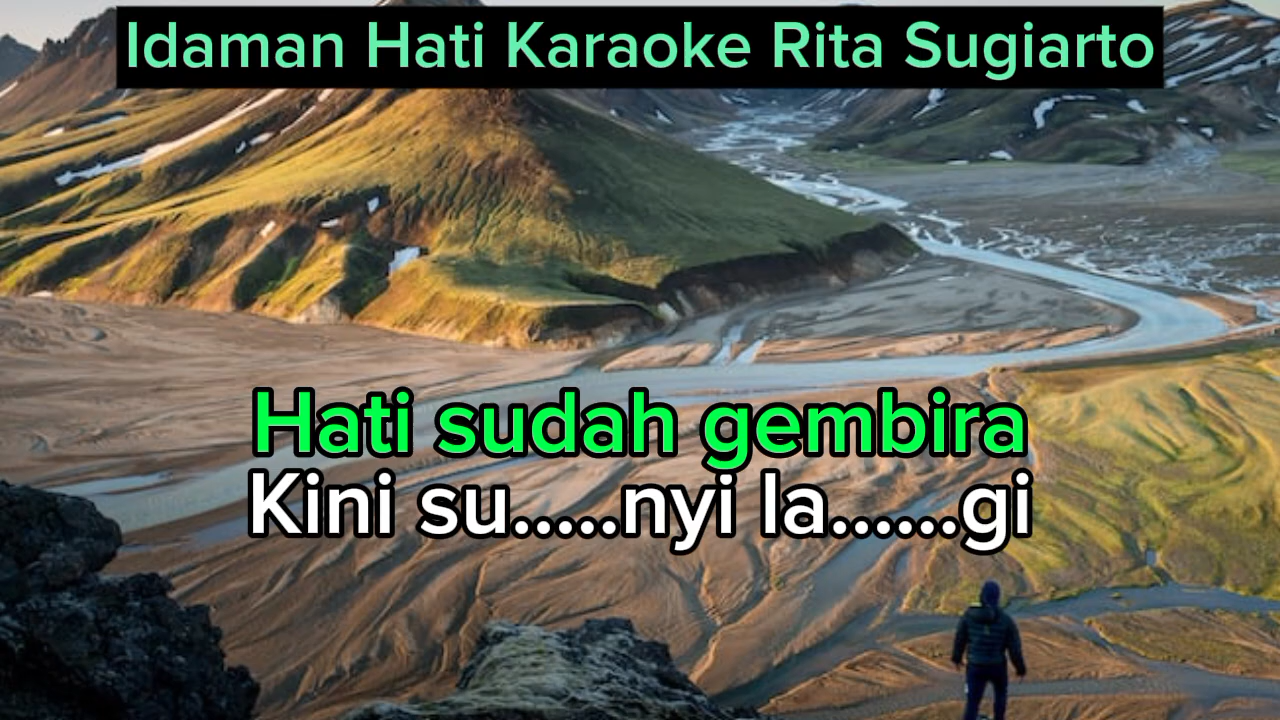 Idaman Hati Karaoke Rita Sugiarto
Hati sudah gembira
Kini su.....nyi la......gi